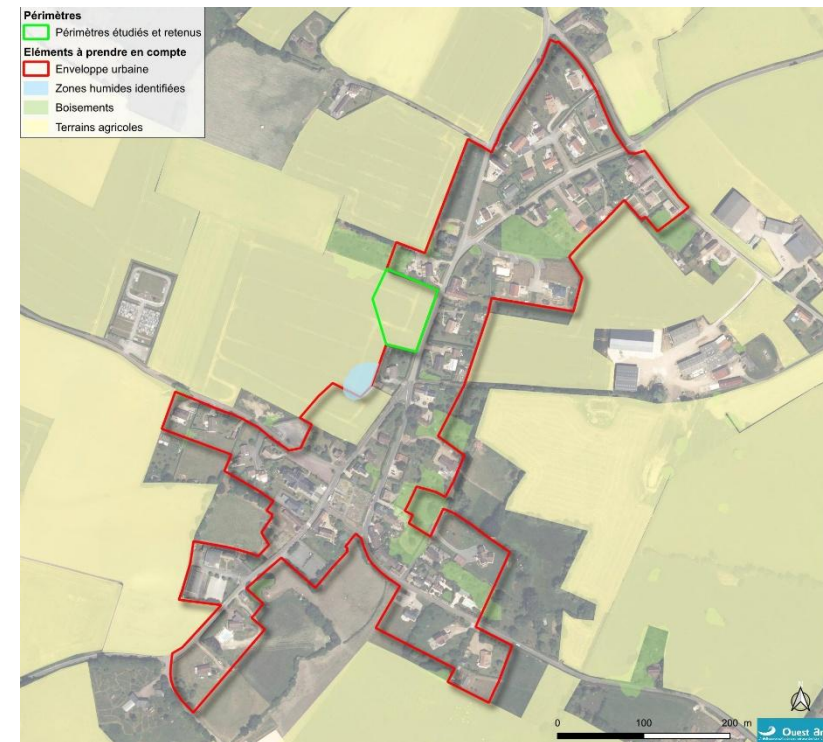 Périmètres
Périmètres étudiés et retenus
Eléments à prendre en compte
Enveloppe urbaine
Zones humides identifiées
Boisements
Terrains agricoles
N
0 100 200 m
Ouest